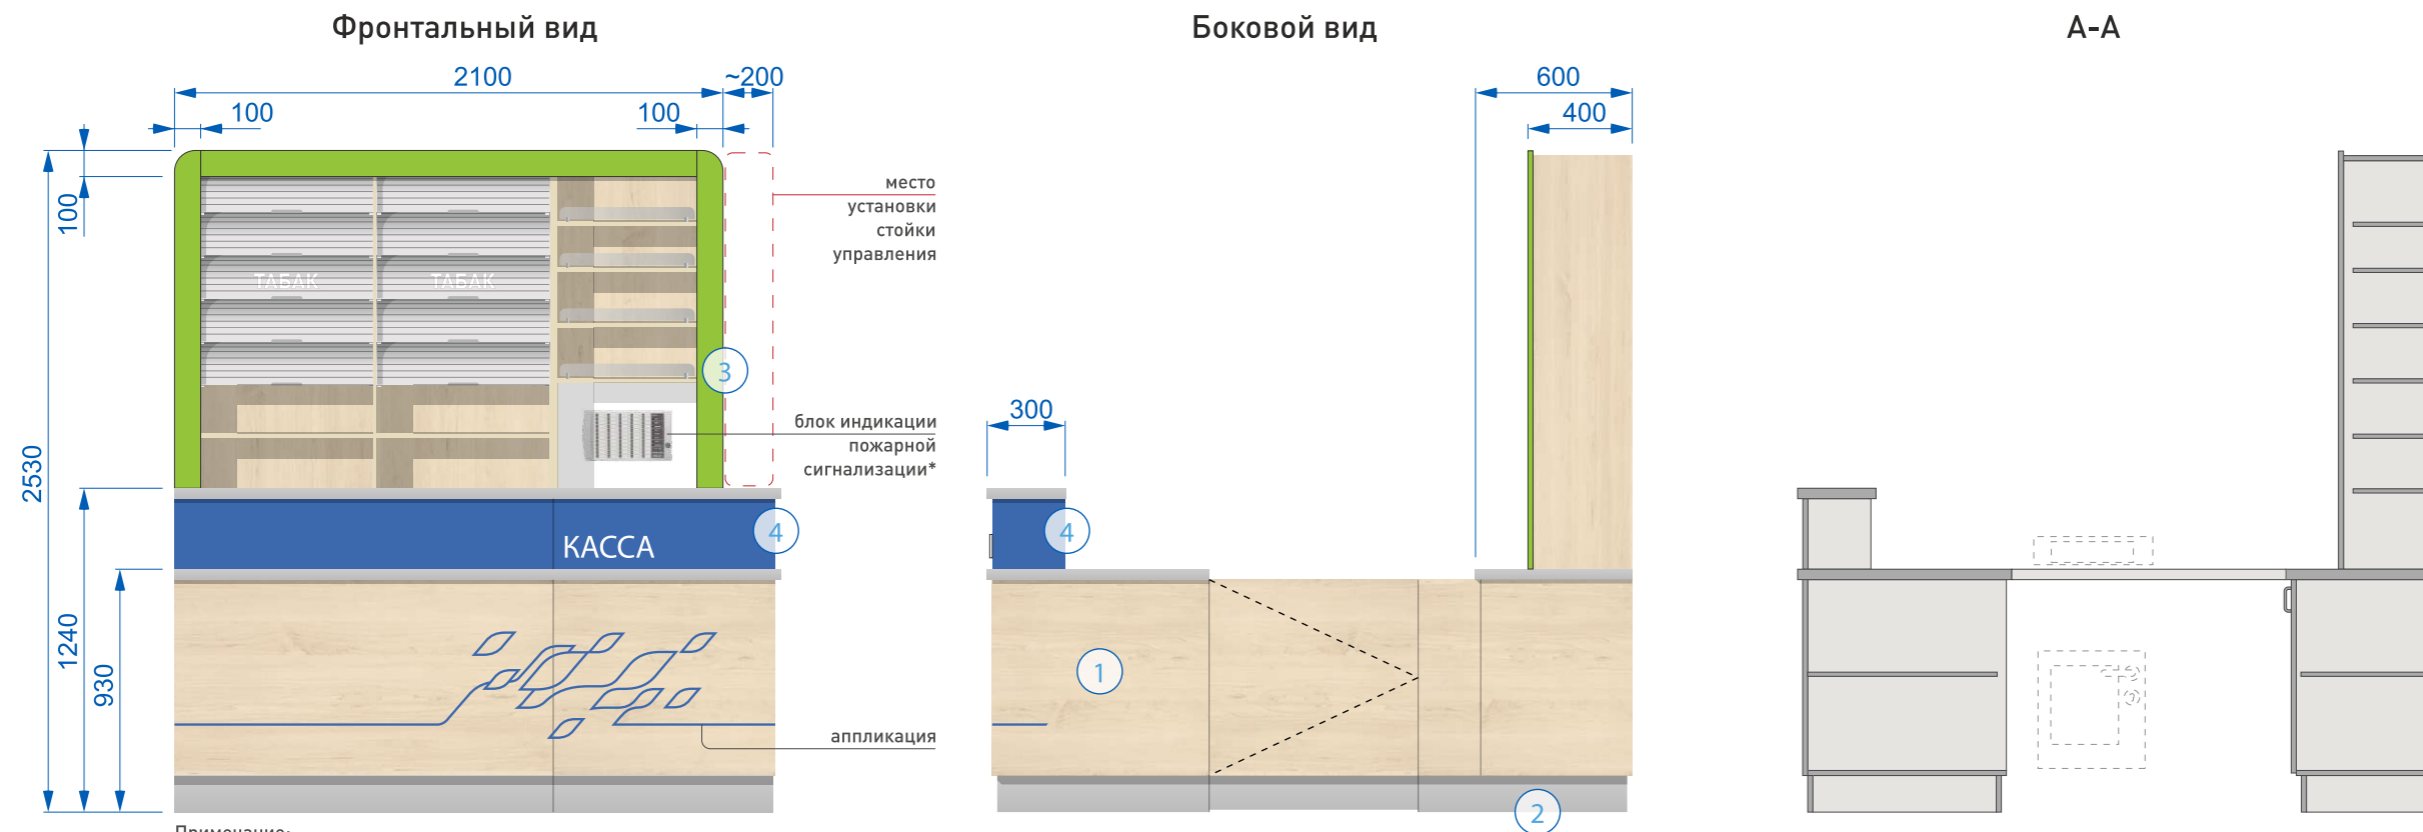 Фронтальный вид
Боковой вид
А-А
2100
~200
600
100
100
400
100
место
установки
стойки
управления
ТАБАК
ТАБАК
3
300
блок индикации
пожарной
сигнализации*
2530
1240
930
4
4
КАССА
1
аппликация
2
Примечание: